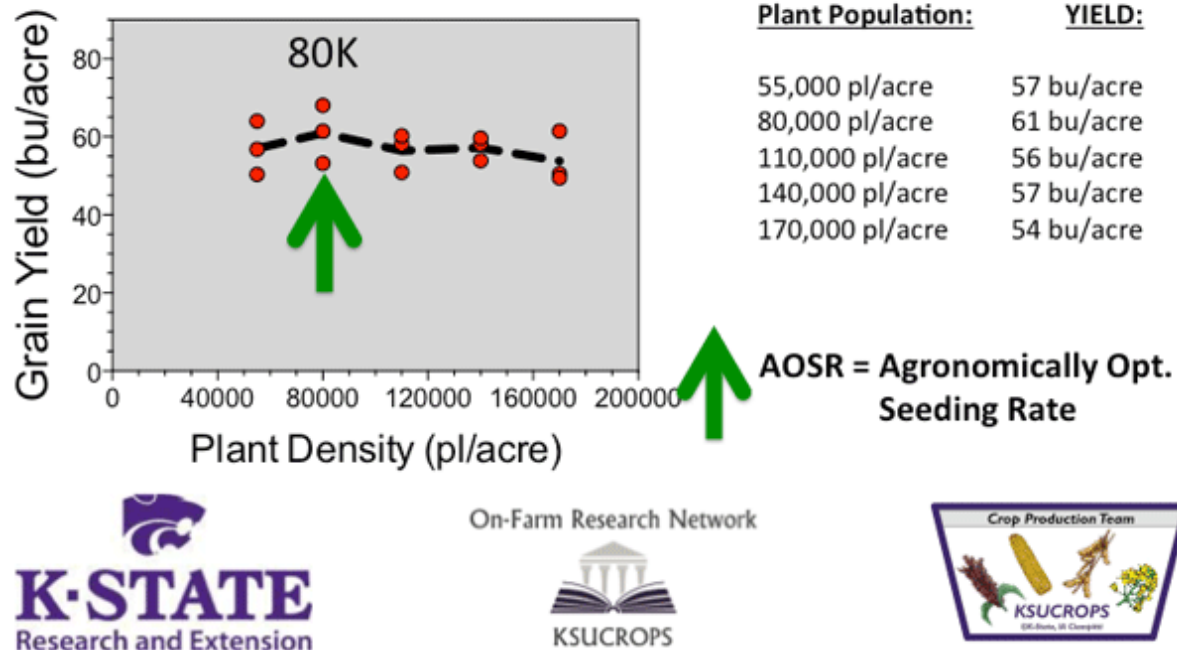 Grain Yield (bu/acre)
80
60
40
20
0
80K
0 40000 80000 120000 160000 200000
Plant Density (pl/acre)
Plant Population: YIELD:
55,000 pl/acre 57 bu/acre
80,000 pl/acre 61 bu/acre
110,000 pl/acre 56 bu/acre
140,000 pl/acre 57 bu/acre
170,000 pl/acre 54 bu/acre
AOSR = Agronomically Opt.
Seeding Rate
K-STATE
Research and Extension
On-Farm Research Network
KSUCROPS
Crop Production Team
KSUCROPS